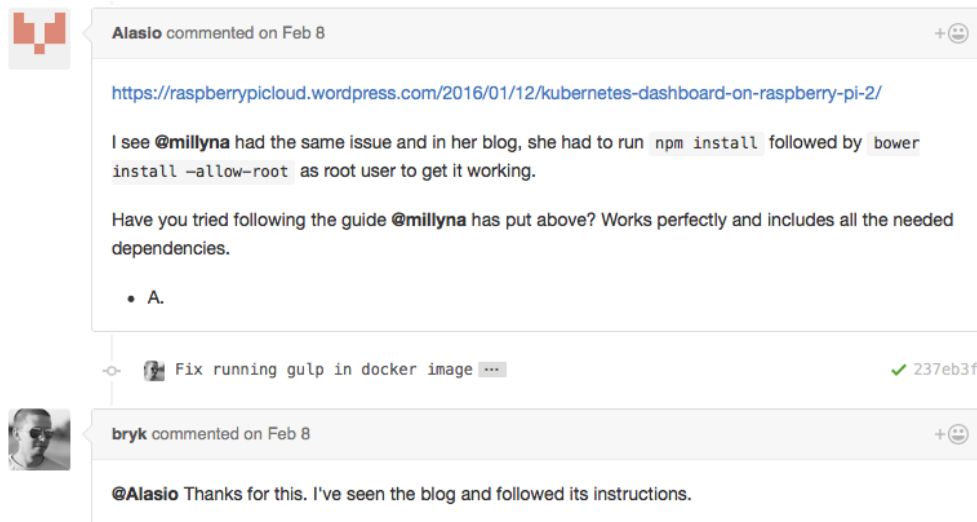 Alasio commented on Feb 8
https://raspberrypicloud.wordpress.com/2016/01/12/kubernetes-dashboard-on-raspberry-pi-2/
I see @millyna had the same issue and in her blog, she had to run npm install followed by bower
install —allow-root as root user to get it working.
Have you tried following the guide @millyna has put above? Works perfectly and includes all the needed
dependencies.
• A.
Fix running gulp in docker image ...
237eb3f
bryk commented on Feb 8
@Alasio Thanks for this. I've seen the blog and followed its instructions.